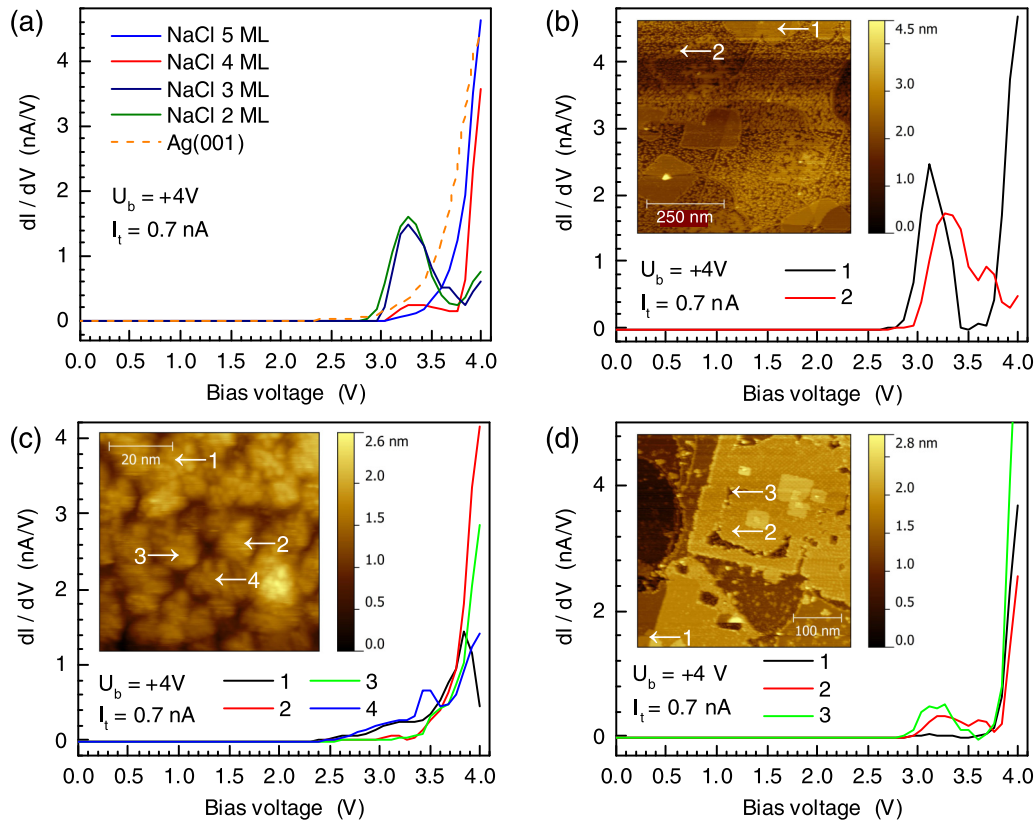 (a)
NaCl 5 ML
NaCl 4 ML
NaCl 3 ML
NaCl 2 ML
Ag(001)
U_b = +4V
I_t = 0.7 nA
dI / dV (nA/V)
4
3
2
1
0
0.0 0.5 1.0 1.5 2.0 2.5 3.0 3.5 4.0
Bias voltage (V)
(b)
1
2
250 nm
4.5 nm
3.0
2.0
1.0
0.0
U_b = +4V
I_t = 0.7 nA
1
2
dI / dV (nA/V)
4
3
2
1
0
0.0 0.5 1.0 1.5 2.0 2.5 3.0 3.5 4.0
Bias voltage (V)
(c)
20 nm
1
2
3
4
2.6 nm
2.0
1.5
1.0
0.5
0.0
U_b = +4V
I_t = 0.7 nA
1 3
2 4
dI / dV (nA/V)
4
3
2
1
0
0.0 0.5 1.0 1.5 2.0 2.5 3.0 3.5 4.0
Bias voltage (V)
(d)
3
2
1
100 nm
2.8 nm
2.0
1.5
1.0
0.0
U_b = +4 V
I_t = 0.7 nA
1
2
3
dI / dV (nA/V)
4
2
0
0.0 0.5 1.0 1.5 2.0 2.5 3.0 3.5 4.0
Bias voltage (V)